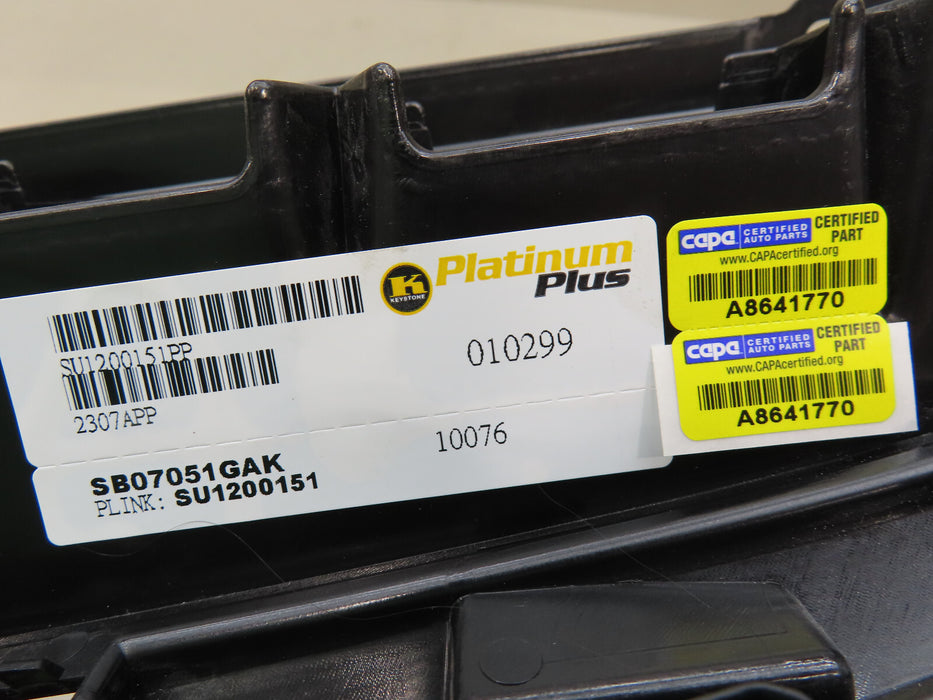 SU1200151PP
2307APP
K
KEYSTONE
Platinum
Plus
010299
10076
SB07051GAK
PLINK: SU1200151
capa CERTIFIED AUTO PARTS CERTIFIED PART
www.CAPAcertified.org
A8641770
capa CERTIFIED AUTO PARTS CERTIFIED PART
www.CAPAcertified.org
A8641770